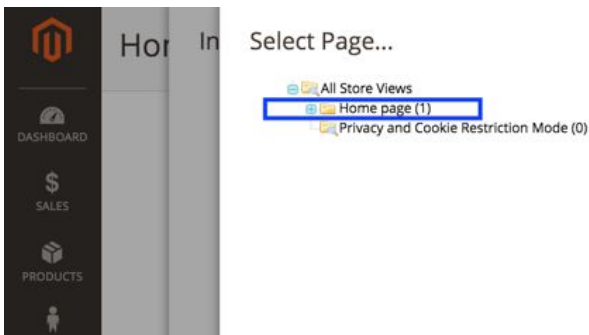 Hor
In
Select Page...
All Store Views
Home page (1)
Privacy and Cookie Restriction Mode (0)
DASHBOARD
$
SALES
PRODUCTS